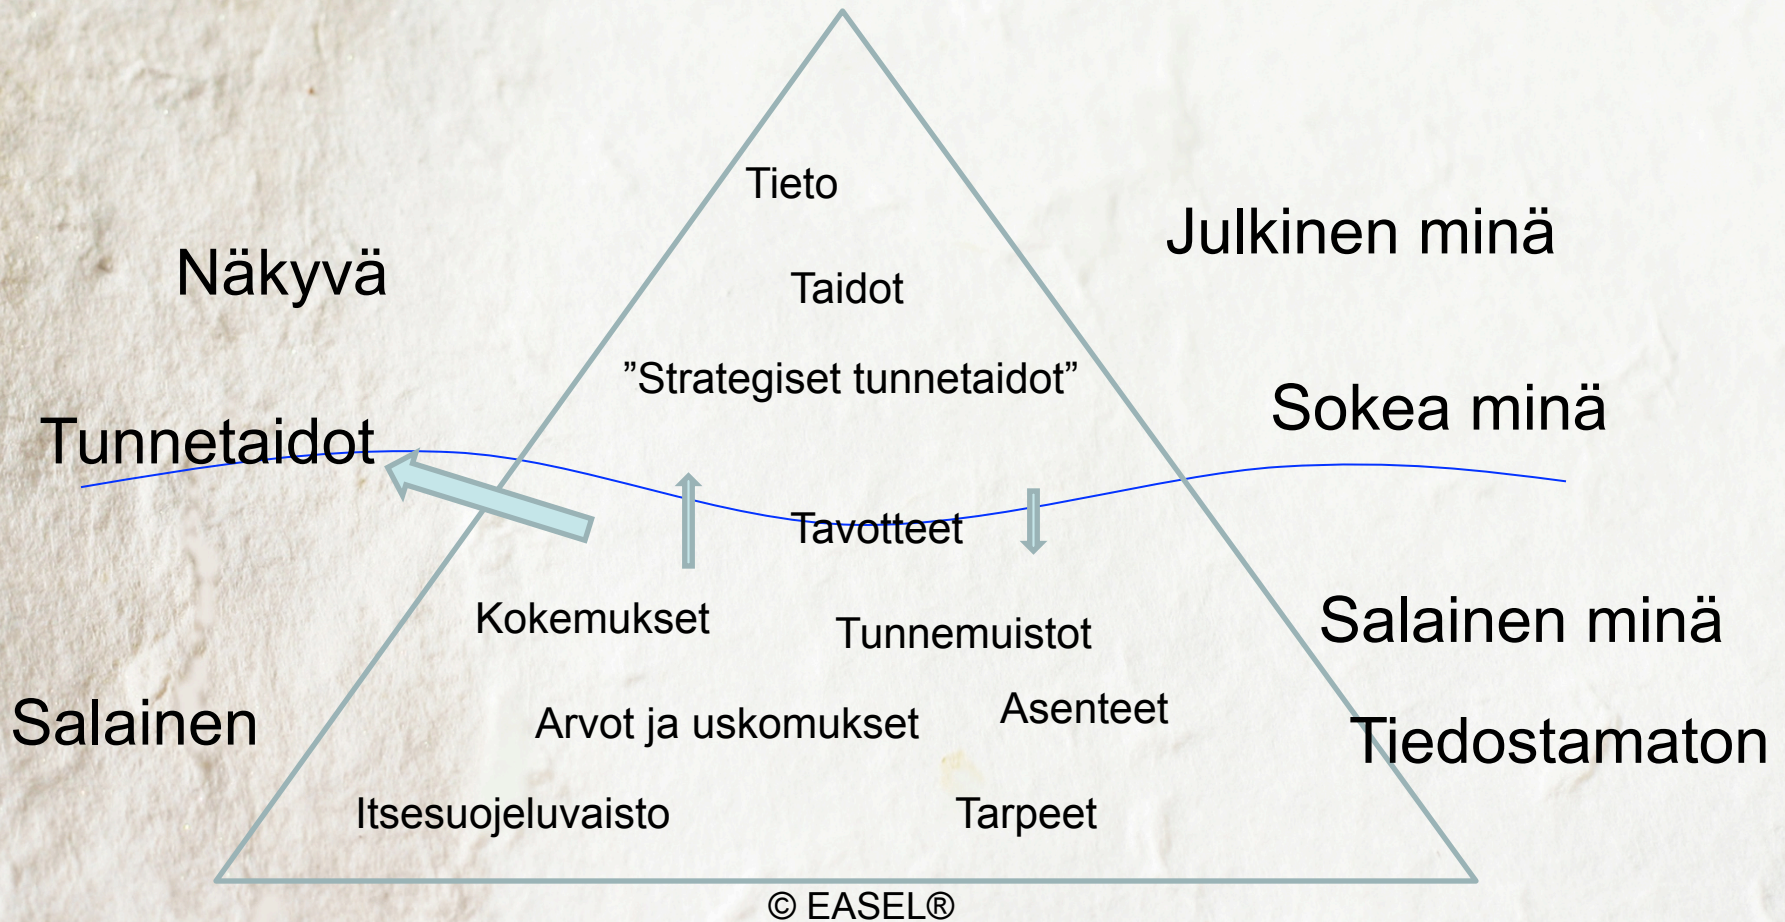 Tieto
Julkinen minä
Näkyvä
Taidot
”Strategiset tunnetaidot”
Sokea minä
Tunnetaidot
Tavotteet
Kokemukset
Tunnemuistot
Salainen minä
Salainen
Arvot ja uskomukset
Asenteet
Tiedostamaton
Itsesuojeluvaisto
Tarpeet
© EASEL®